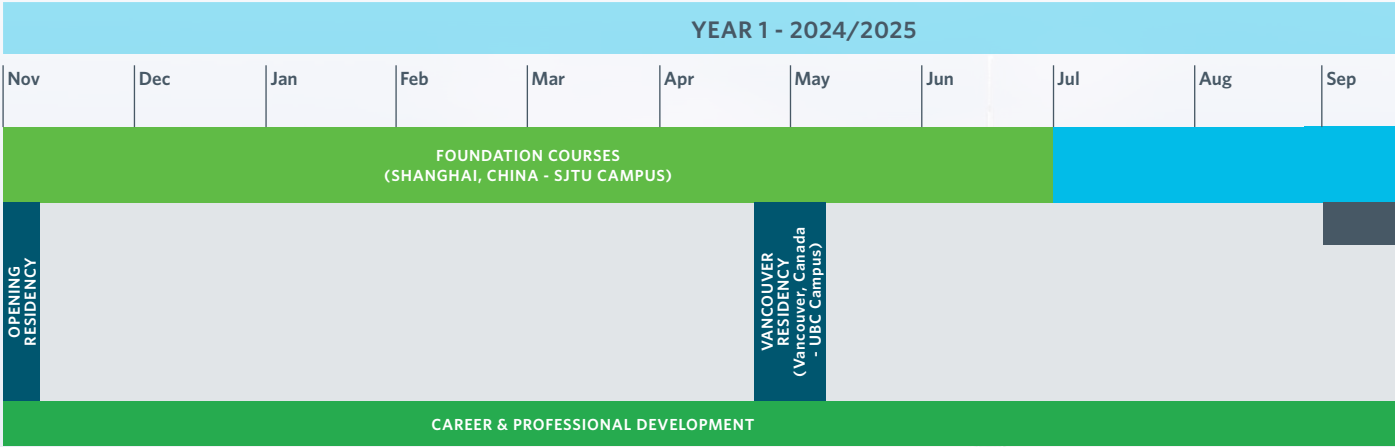 YEAR 1 - 2024/2025
Nov Dec Jan Feb Mar Apr May Jun Jul Aug Sep
FOUNDATION COURSES
(SHANGHAI, CHINA - SJTU CAMPUS)
OPENING
RESIDENCY
VANCOUVER
RESIDENCY
(Vancouver, Canada
- UBC Campus)
CAREER & PROFESSIONAL DEVELOPMENT